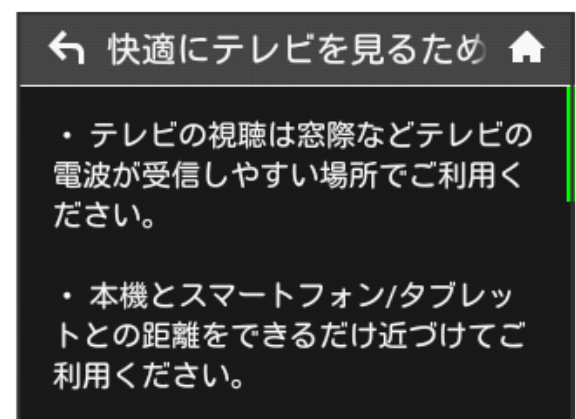 快適にテレビを見るため
・ テレビの視聴は窓際などテレビの
電波が受信しやすい場所でご利用く
ださい。
・ 本機とスマートフォン/タブレッ
トとの距離をできるだけ近づけてご
利用ください。